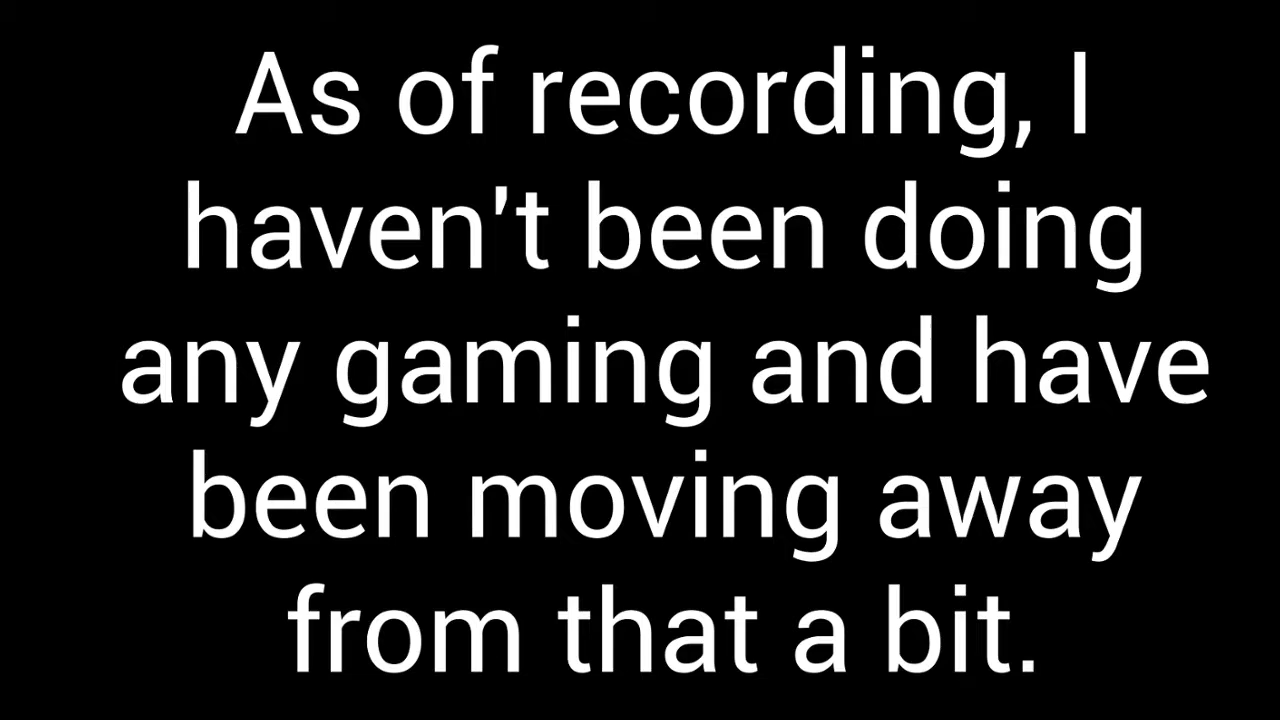 As of recording, I
haven't been doing
any gaming and have
been moving away
from that a bit.